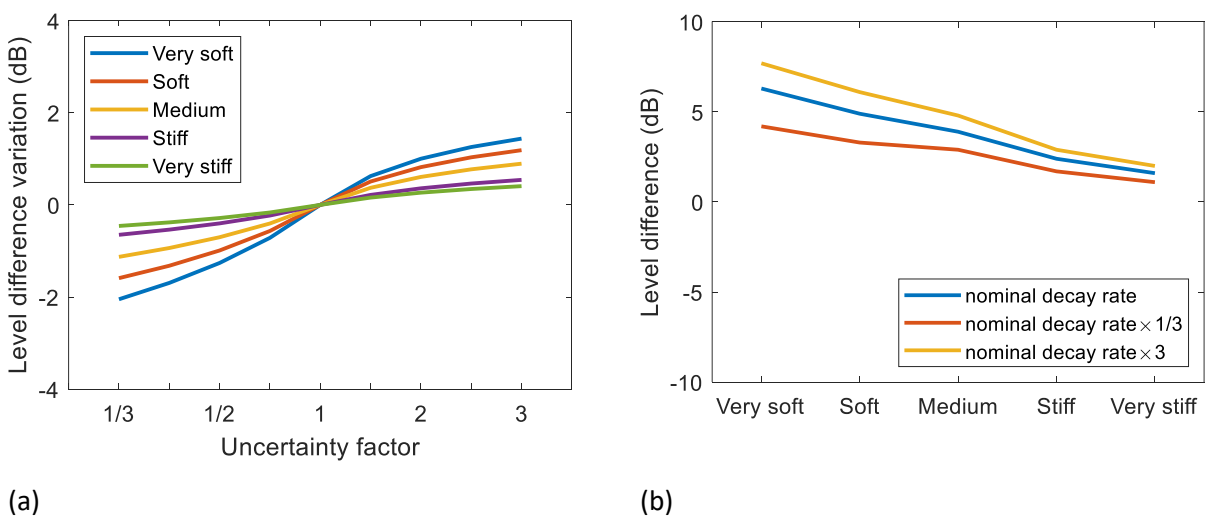 Level difference variation (dB)
4
2
0
-2
-4
Very soft
Soft
Medium
Stiff
Very stiff
1/3
1/2
1
2
3
Uncertainty factor
(a)
Level difference (dB)
10
5
0
-5
-10
nominal decay rate
nominal decay rate×1/3
nominal decay rate×3
Very soft
Soft
Medium
Stiff
Very stiff
(b)